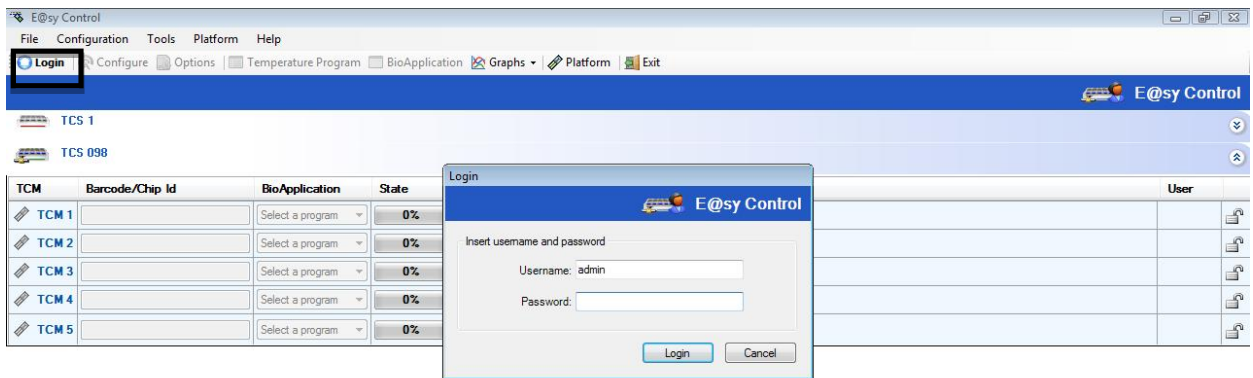 E@sy Control
File Configuration Tools Platform Help
Login Configure Options Temperature Program BioApplication Graphs Platform Exit
E@sy Control
TCS 1
TCS 098
TCM Barcode/Chip Id BioApplication State User
TCM 1 Select a program 0%
TCM 2 Select a program 0%
TCM 3 Select a program 0%
TCM 4 Select a program 0%
TCM 5 Select a program 0%
Login
E@sy Control
Insert username and password
Username: admin
Password:
Login Cancel